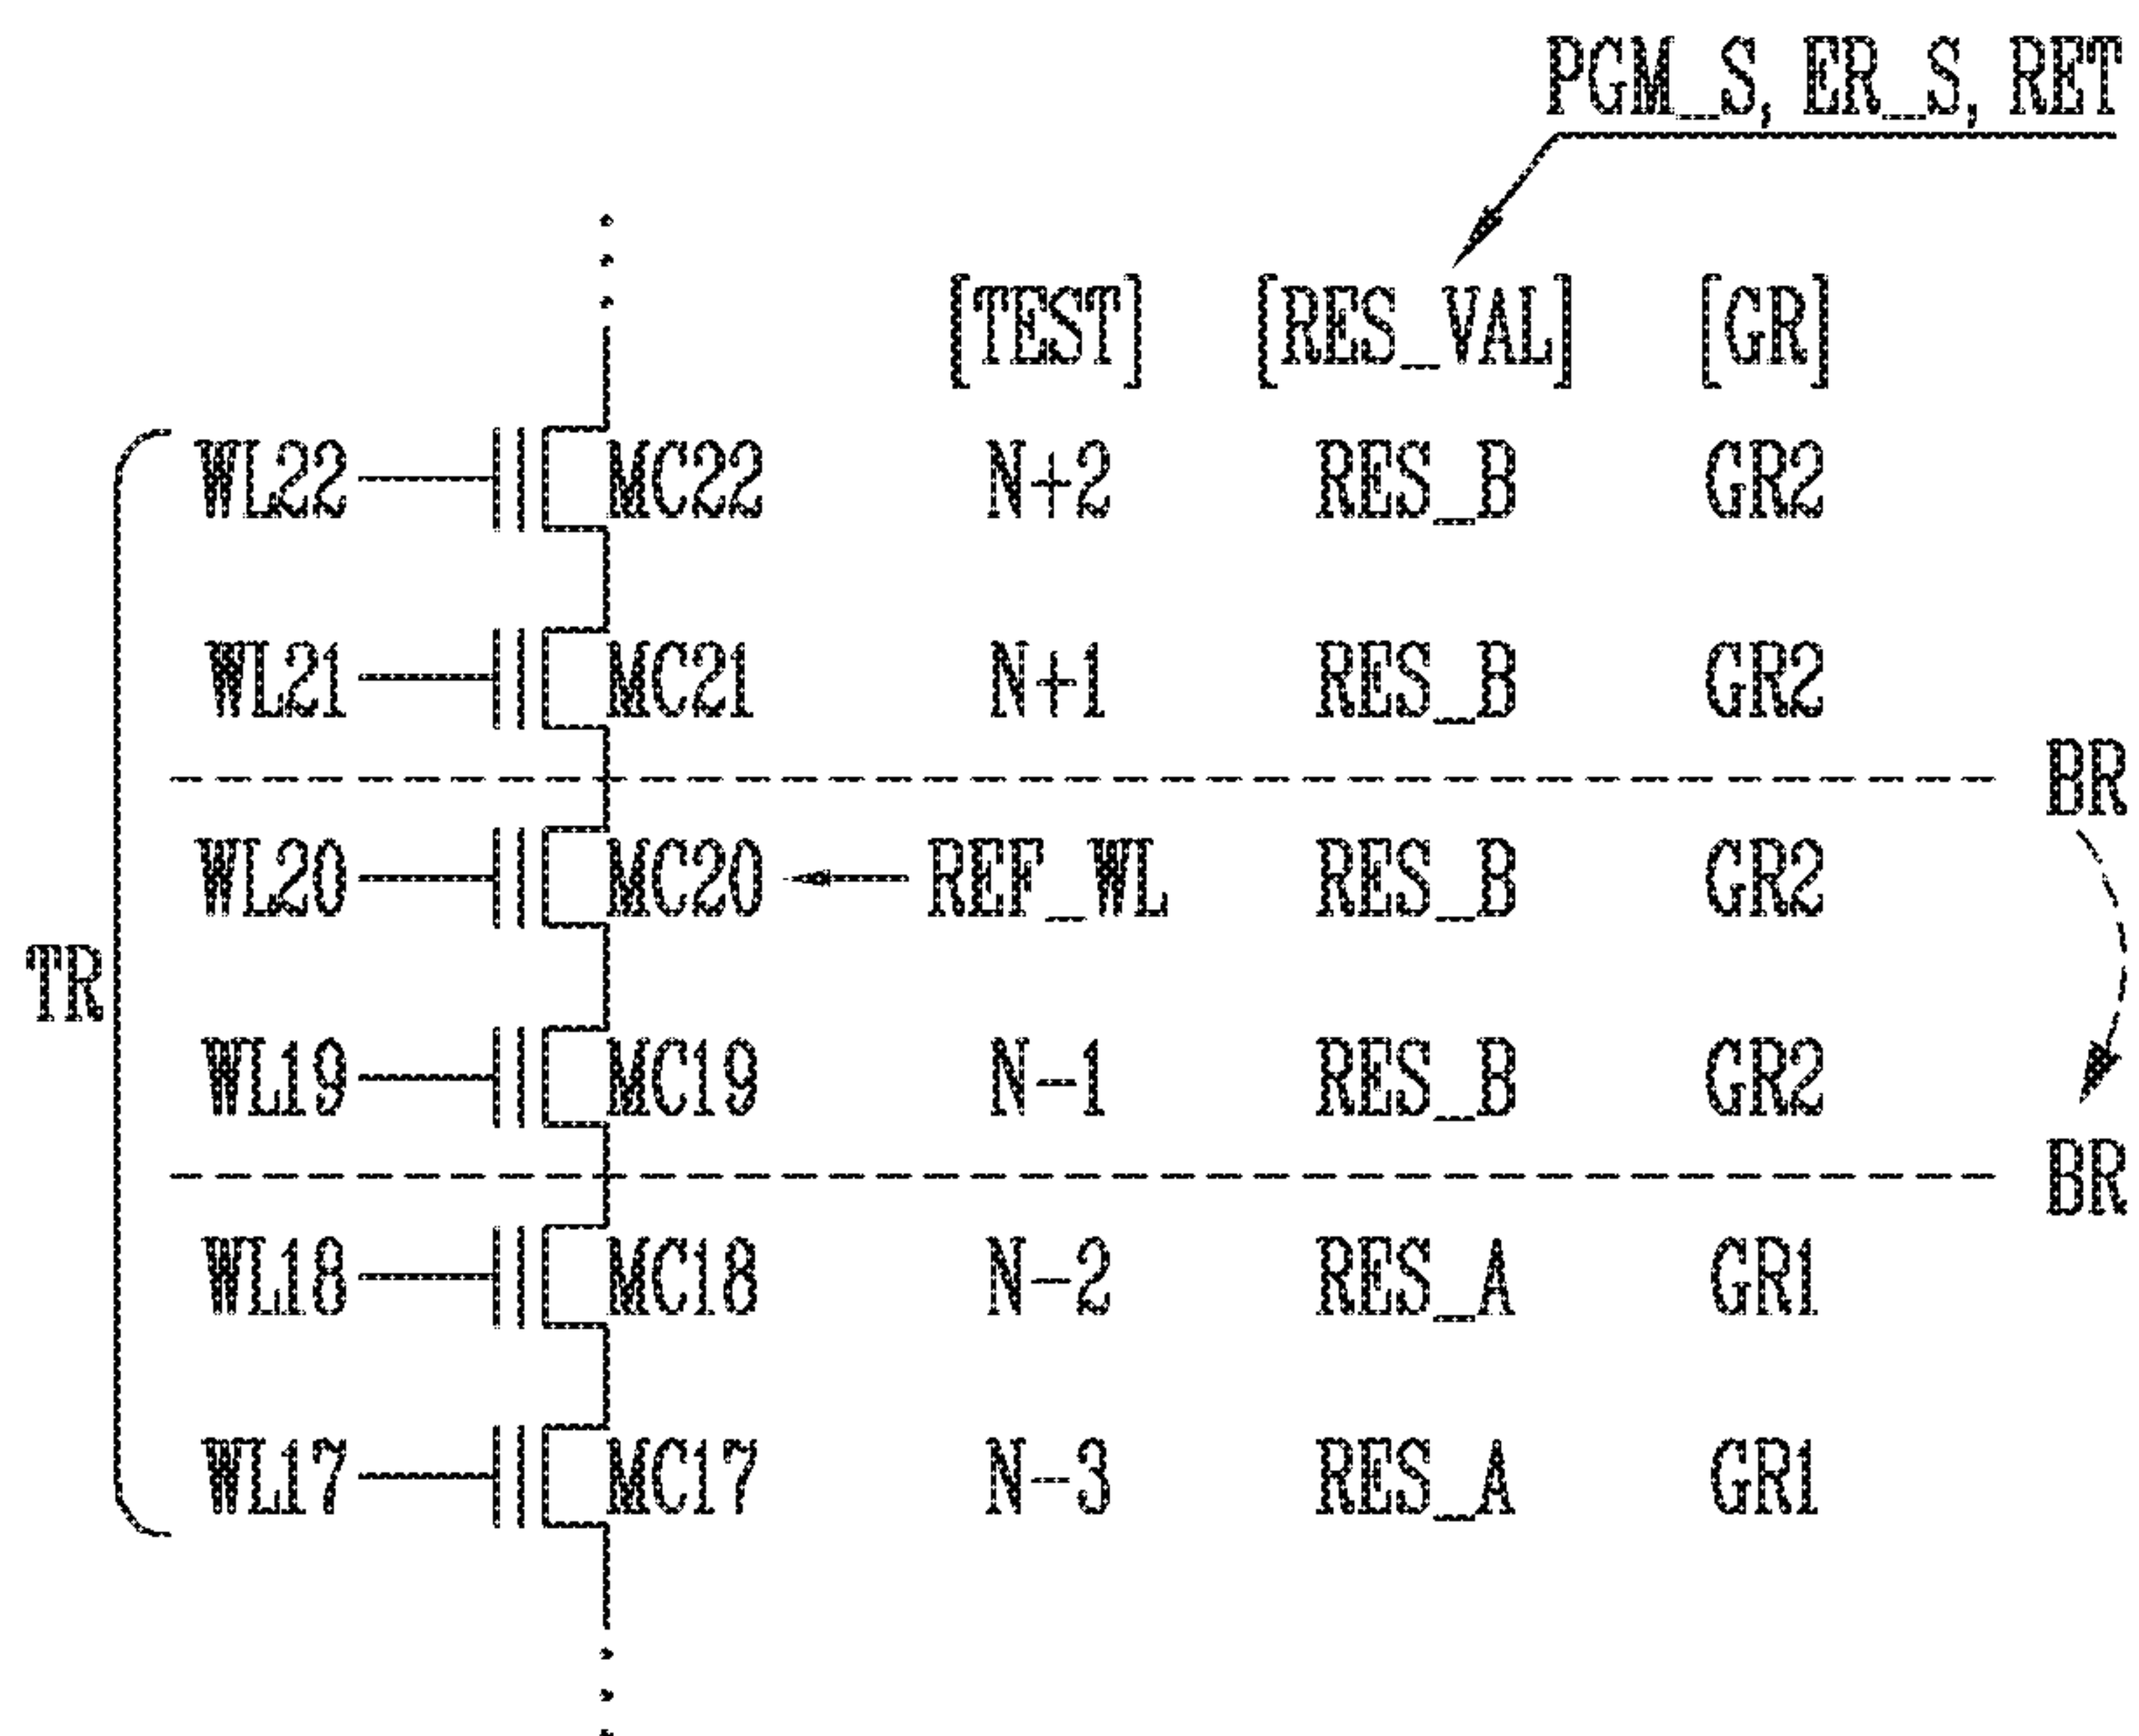 PGM_S, ER_S, RET
[TEST] [RES_VAL] [GR]
WL22 MC22 N+2 RES_B GR2
WL21 MC21 N+1 RES_B GR2
BR
WL20 MC20 REF_WL RES_B GR2
TR
WL19 MC19 N-1 RES_B GR2
BR
WL18 MC18 N-2 RES_A GR1
WL17 MC17 N-3 RES_A GR1